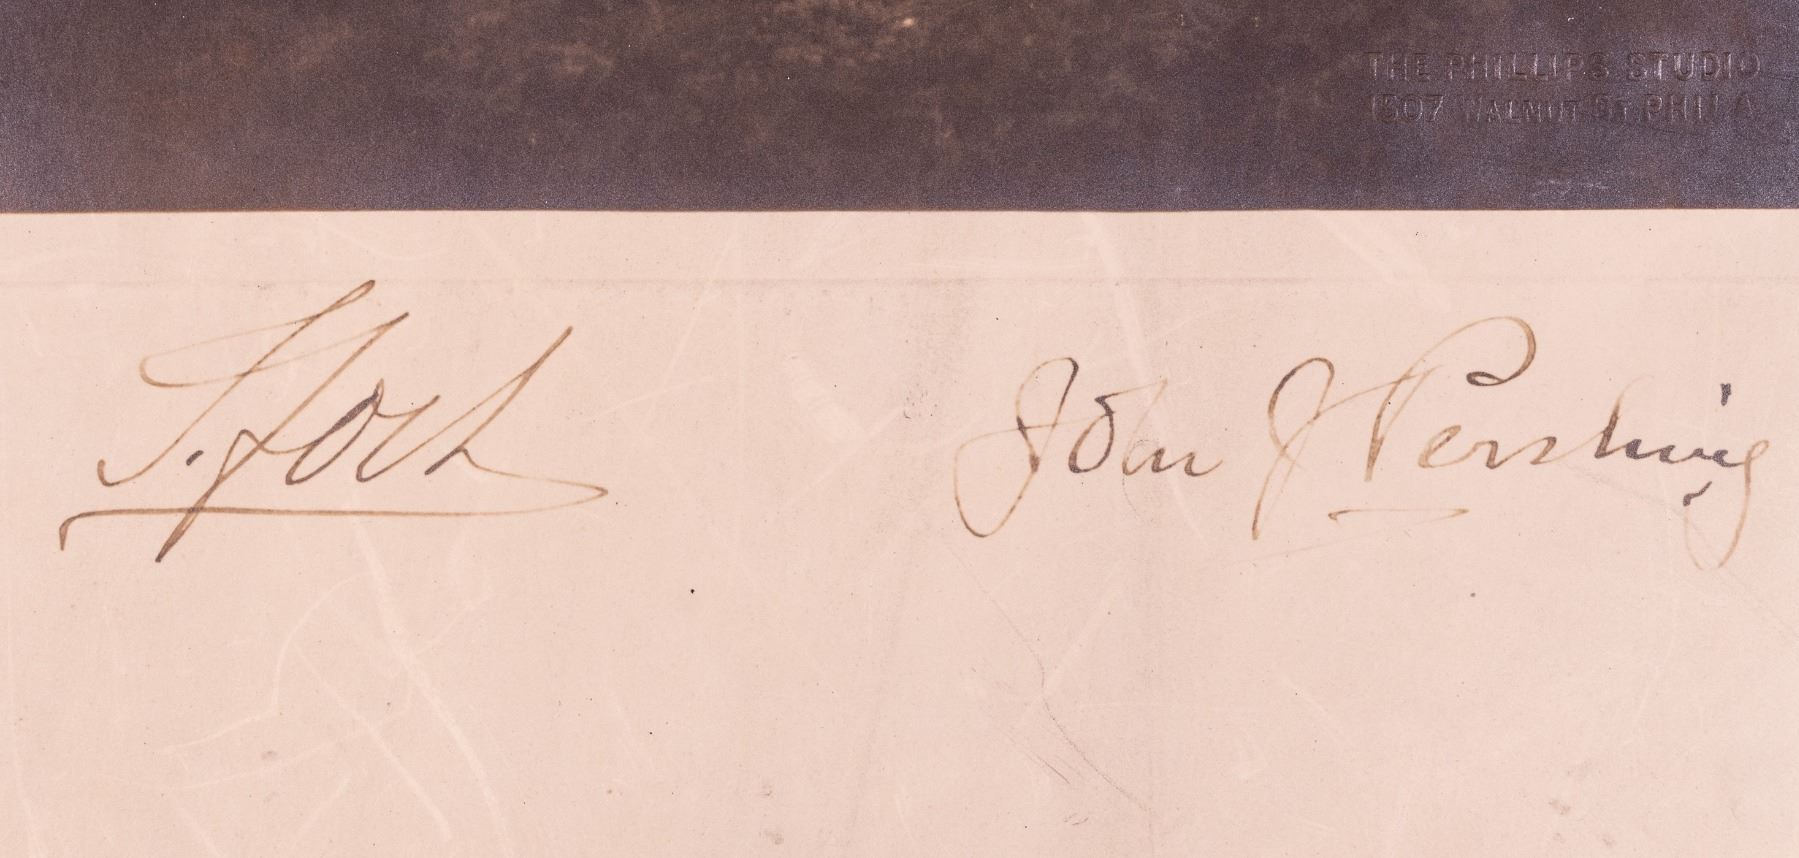 THE PHILLIPS STUDIO
1507 WALNUT ST PHILA
F. Foch John J Pershing